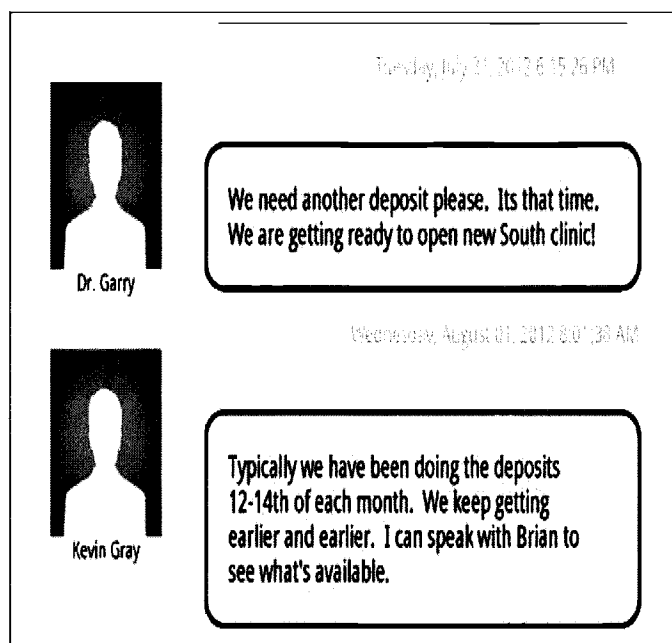 Tuesday, July 31, 2012 6:15:26 PM
We need another deposit please.  Its that time.
We are getting ready to open new South clinic!
Dr. Garry
Wednesday, August 01, 2012 8:01:38 AM
Typically we have been doing the deposits
12-14th of each month.  We keep getting
earlier and earlier.  I can speak with Brian to
see what's available.
Kevin Gray